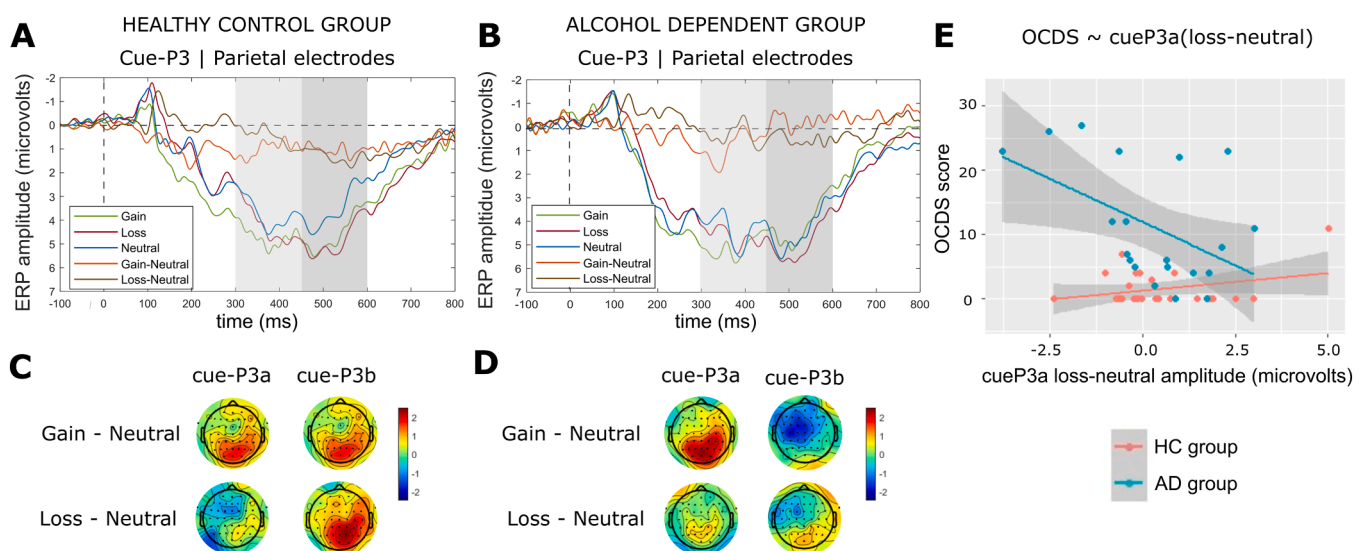 A
HEALTHY CONTROL GROUP
Cue-P3 | Parietal electrodes
ERP amplitude (microvolts)
-2
-1
0
1
2
3
4
5
6
7
Gain
Loss
Neutral
Gain-Neutral
Loss-Neutral
-100 0 100 200 300 400 500 600 700 800
time (ms)
B
ALCOHOL DEPENDENT GROUP
Cue-P3 | Parietal electrodes
ERP ampltidue (microvolts)
-2
-1
0
1
2
3
4
5
6
7
Gain
Loss
Neutral
Gain-Neutral
Loss-Neutral
-100 0 100 200 300 400 500 600 700 800
time (ms)
E
OCDS ~ cueP3a(loss-neutral)
OCDS score
30
20
10
0
-2.5 0.0 2.5 5.0
cueP3a loss-neutral amplitude (microvolts)
HC group
AD group
C
cue-P3a cue-P3b
Gain - Neutral
2
1
0
-1
-2
Loss - Neutral
2
1
0
-1
-2
D
cue-P3a cue-P3b
Gain - Neutral
2
1
0
-1
-2
Loss - Neutral